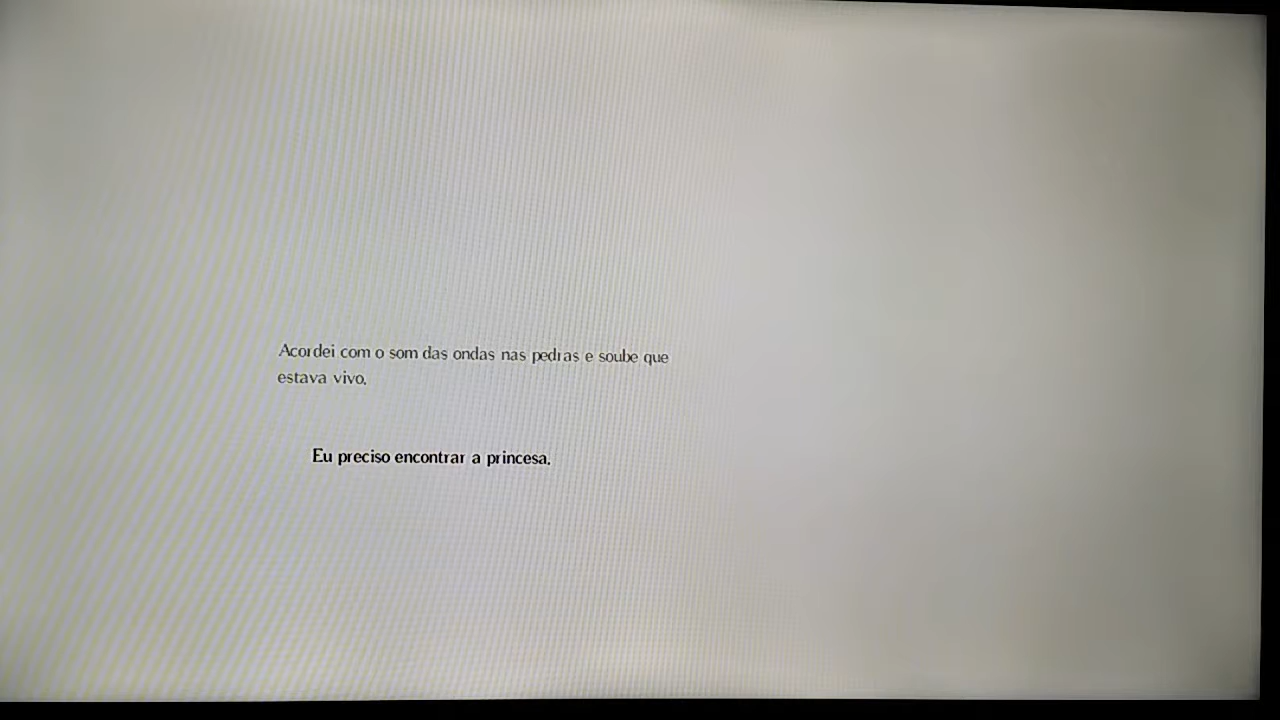 Acordei com o som das ondas nas pedras e soube que
estava vivo.
Eu preciso encontrar a princesa.